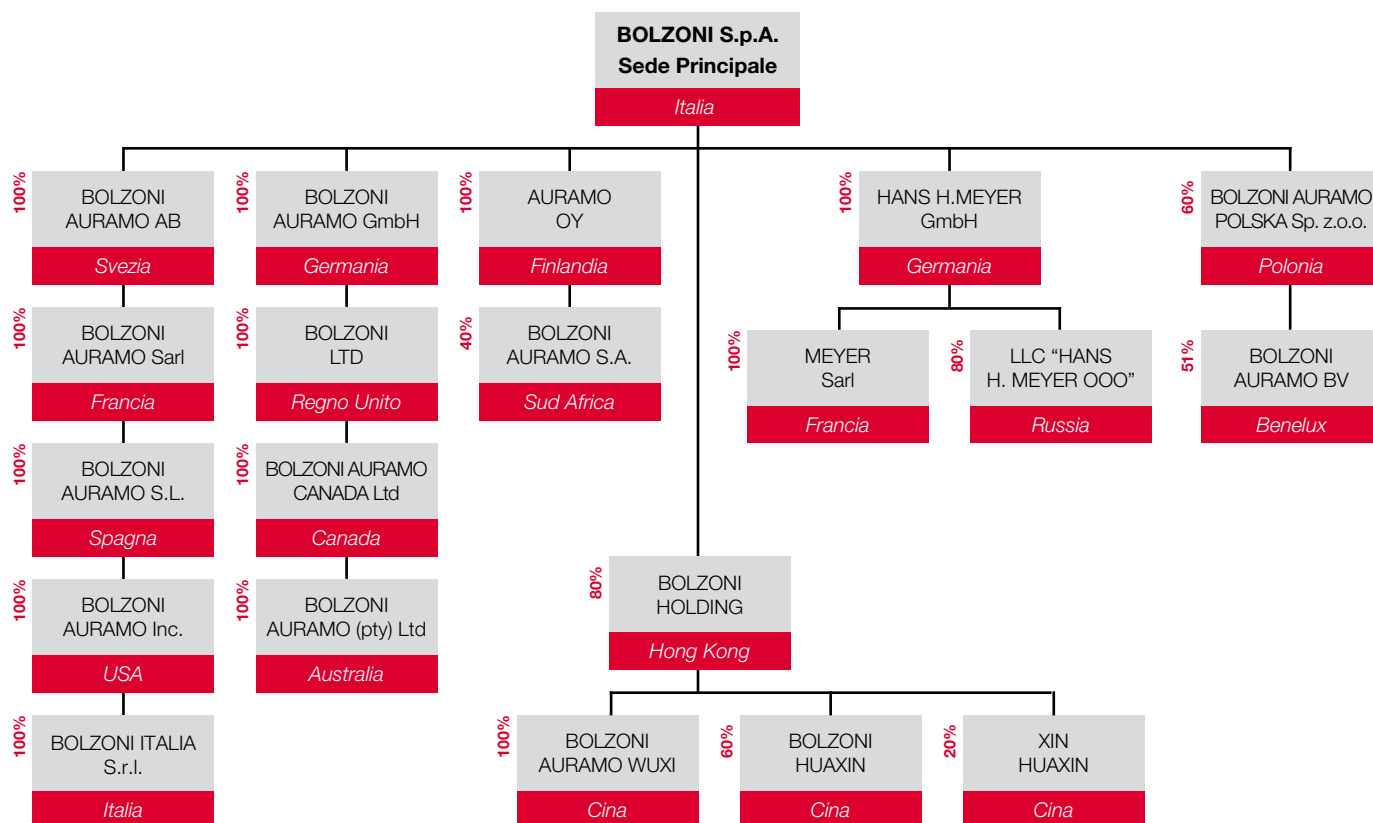 BOLZONI S.p.A.
Sede Principale
Italia
100%
BOLZONI
AURAMO AB
Svezia
100%
BOLZONI
AURAMO GmbH
Germania
100%
AURAMO
OY
Finlandia
100%
HANS H.MEYER
GmbH
Germania
60%
BOLZONI AURAMO
POLSKA Sp. z.o.o.
Polonia
100%
BOLZONI
AURAMO Sarl
Francia
100%
BOLZONI
LTD
Regno Unito
40%
BOLZONI
AURAMO S.A.
Sud Africa
100%
MEYER
Sarl
Francia
80%
LLC “HANS
H. MEYER OOO”
Russia
51%
BOLZONI
AURAMO BV
Benelux
100%
BOLZONI
AURAMO S.L.
Spagna
100%
BOLZONI AURAMO
CANADA Ltd
Canada
80%
BOLZONI
HOLDING
Hong Kong
100%
BOLZONI
AURAMO Inc.
USA
100%
BOLZONI
AURAMO (pty) Ltd
Australia
100%
BOLZONI ITALIA
S.r.l.
Italia
100%
BOLZONI
AURAMO WUXI
Cina
60%
BOLZONI
HUAXIN
Cina
20%
XIN
HUAXIN
Cina